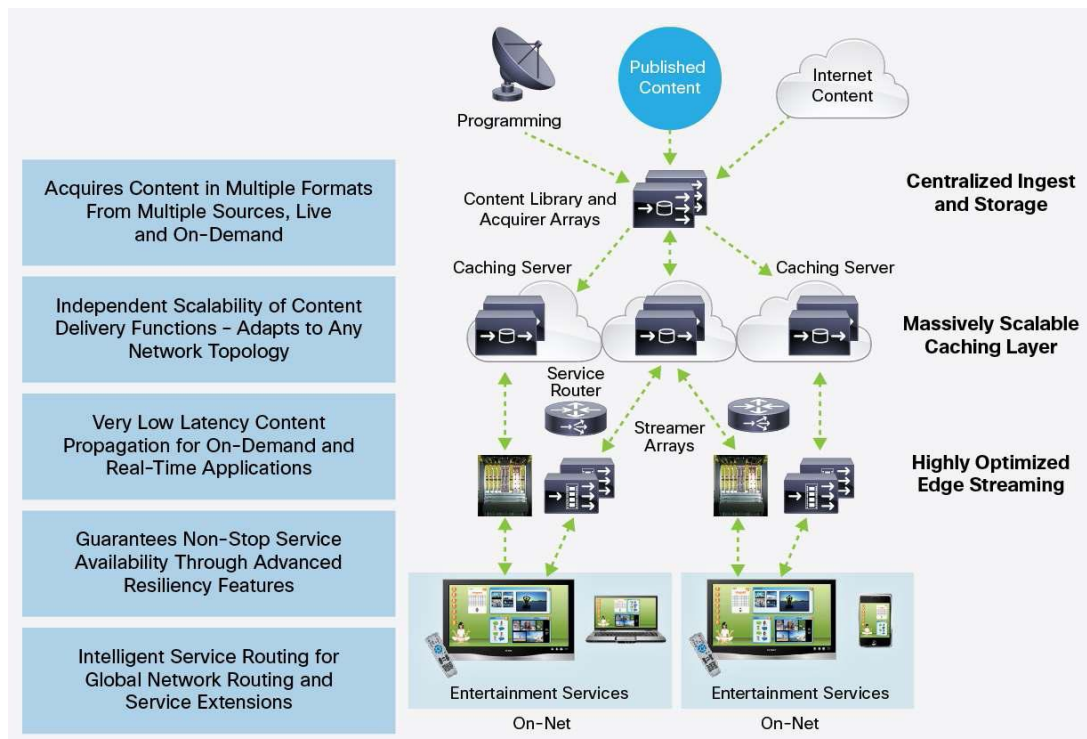 Published
Content
Internet
Content
Programming
Acquires Content in Multiple Formats
From Multiple Sources, Live
and On-Demand
Content Library and
Acquirer Arrays
Centralized Ingest
and Storage
Caching Server
Caching Server
Independent Scalability of Content
Delivery Functions – Adapts to Any
Network Topology
Massively Scalable
Caching Layer
Service
Router
Streamer
Arrays
Very Low Latency Content
Propagation for On-Demand and
Real-Time Applications
Highly Optimized
Edge Streaming
Guarantees Non-Stop Service
Availability Through Advanced
Resiliency Features
Intelligent Service Routing for
Global Network Routing and
Service Extensions
Entertainment Services
Entertainment Services
On-Net
On-Net